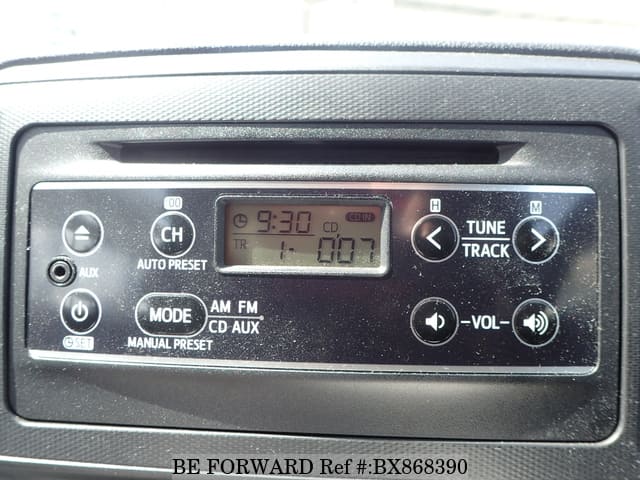 00
H
M
9:30 CD IN
CD
TR 1- 007
CH
AUTO PRESET
TUNE
TRACK
AUX
MODE
AM FM
CD AUX
MANUAL PRESET
SET
-VOL-
BE FORWARD Ref #:BX868390